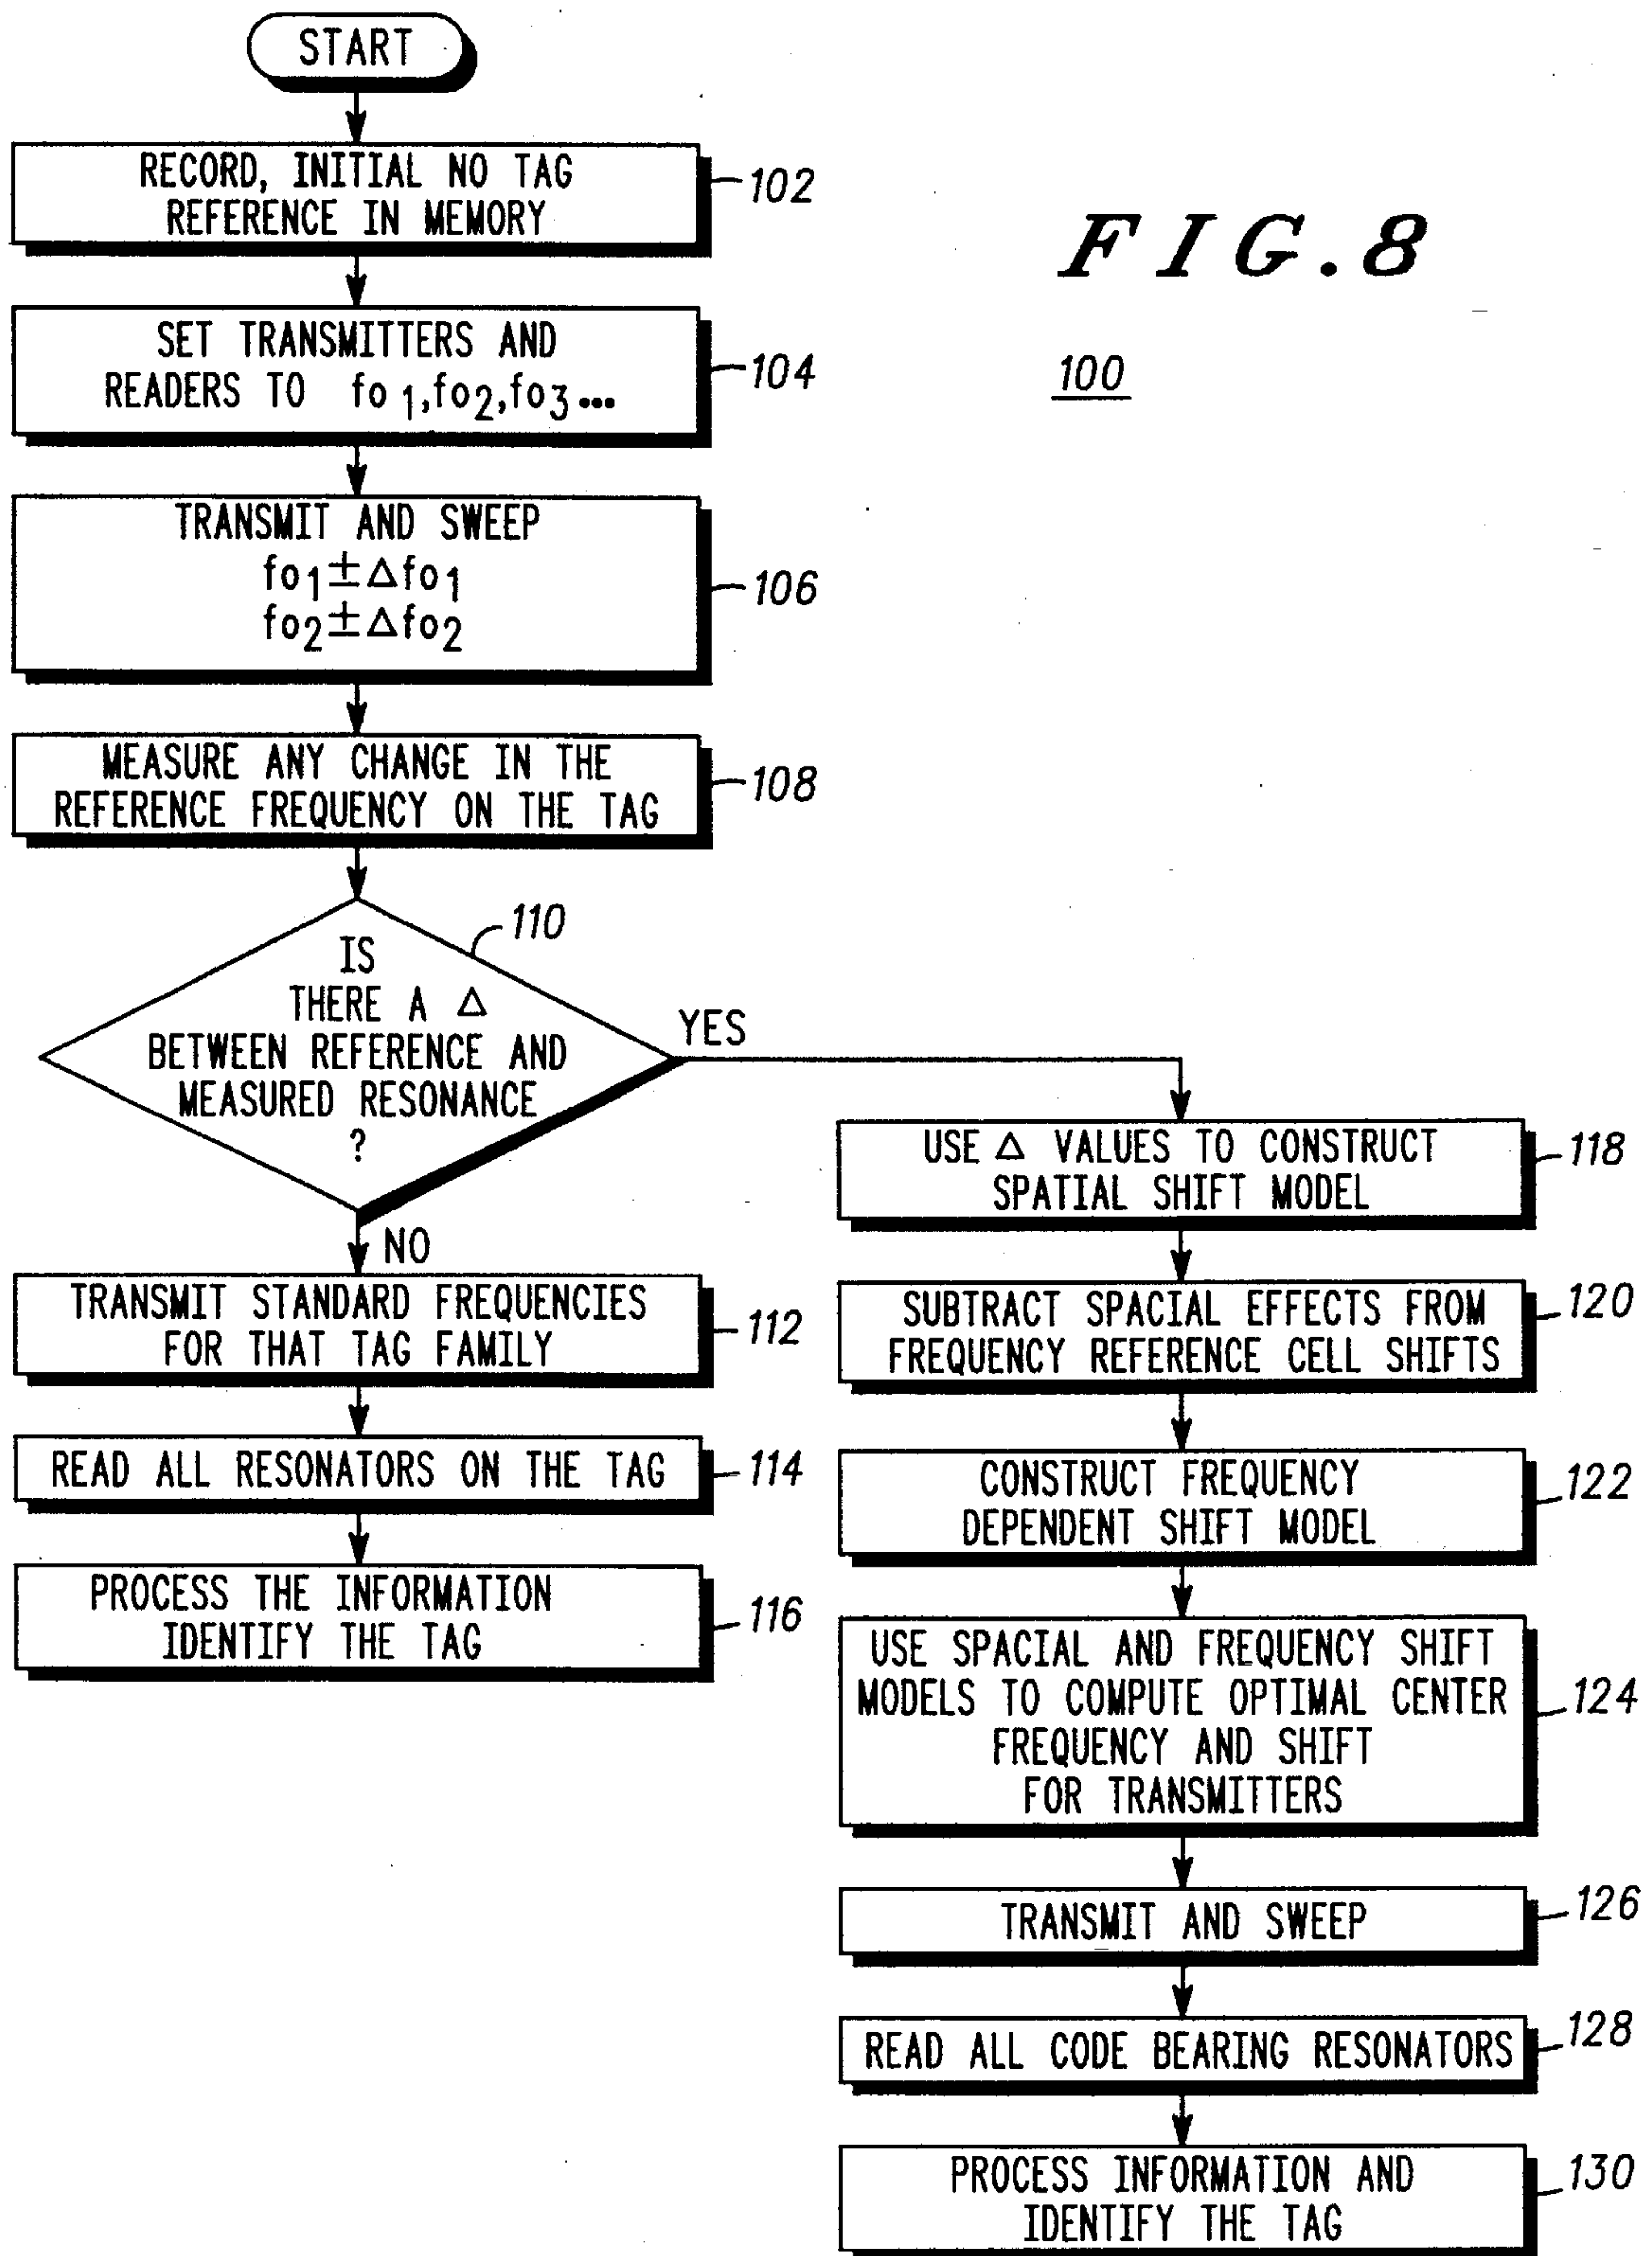 START
RECORD, INITIAL NO TAG
REFERENCE IN MEMORY
102
FIG.8
100
SET TRANSMITTERS AND
READERS TO fo1,fo2,fo3...
104
TRANSMIT AND SWEEP
fo1±Δfo1
fo2±Δfo2
106
MEASURE ANY CHANGE IN THE
REFERENCE FREQUENCY ON THE TAG
108
IS
THERE A Δ
BETWEEN REFERENCE AND
MEASURED RESONANCE
?
110
YES
NO
TRANSMIT STANDARD FREQUENCIES
FOR THAT TAG FAMILY
112
READ ALL RESONATORS ON THE TAG
114
PROCESS THE INFORMATION
IDENTIFY THE TAG
116
USE Δ VALUES TO CONSTRUCT
SPATIAL SHIFT MODEL
118
SUBTRACT SPACIAL EFFECTS FROM
FREQUENCY REFERENCE CELL SHIFTS
120
CONSTRUCT FREQUENCY
DEPENDENT SHIFT MODEL
122
USE SPACIAL AND FREQUENCY SHIFT
MODELS TO COMPUTE OPTIMAL CENTER
FREQUENCY AND SHIFT
FOR TRANSMITTERS
124
TRANSMIT AND SWEEP
126
READ ALL CODE BEARING RESONATORS
128
PROCESS INFORMATION AND
IDENTIFY THE TAG
130